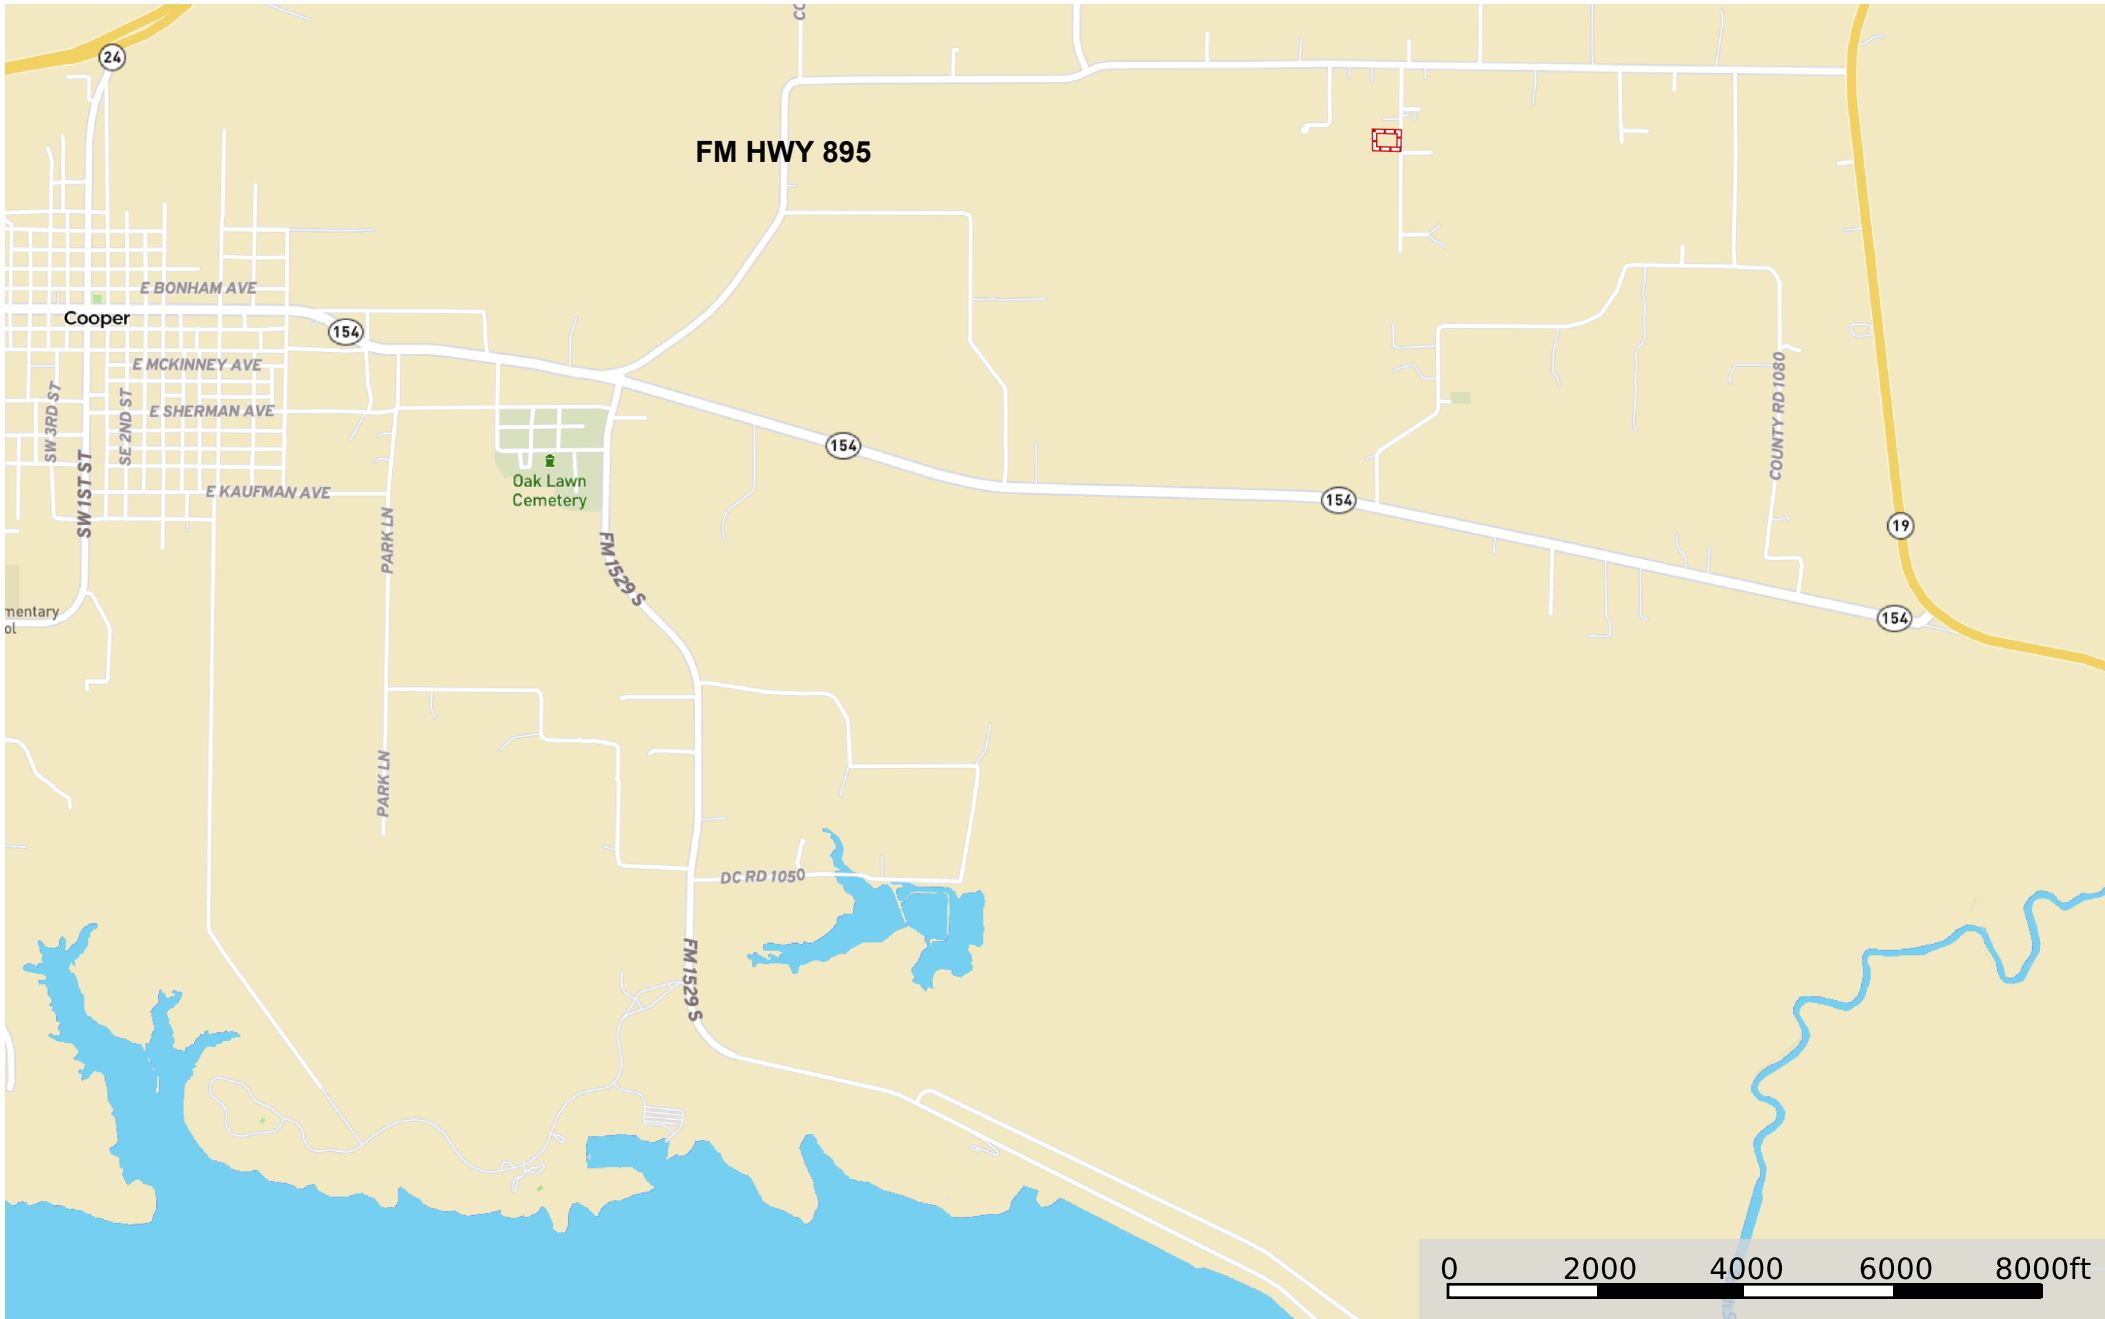 CO
24
FM HWY 895
E BONHAM AVE
Cooper
154
E MCKINNEY AVE
SW 3RD ST
SE 2ND ST
E SHERMAN AVE
COUNTY RD 1080
154
SW 1ST ST
E KAUFMAN AVE
Oak Lawn
Cemetery
154
19
PARK LN
FM 1529 S
mentary
ol
154
PARK LN
DC RD 1050
FM 1529 S
0 2000 4000 6000 8000ft